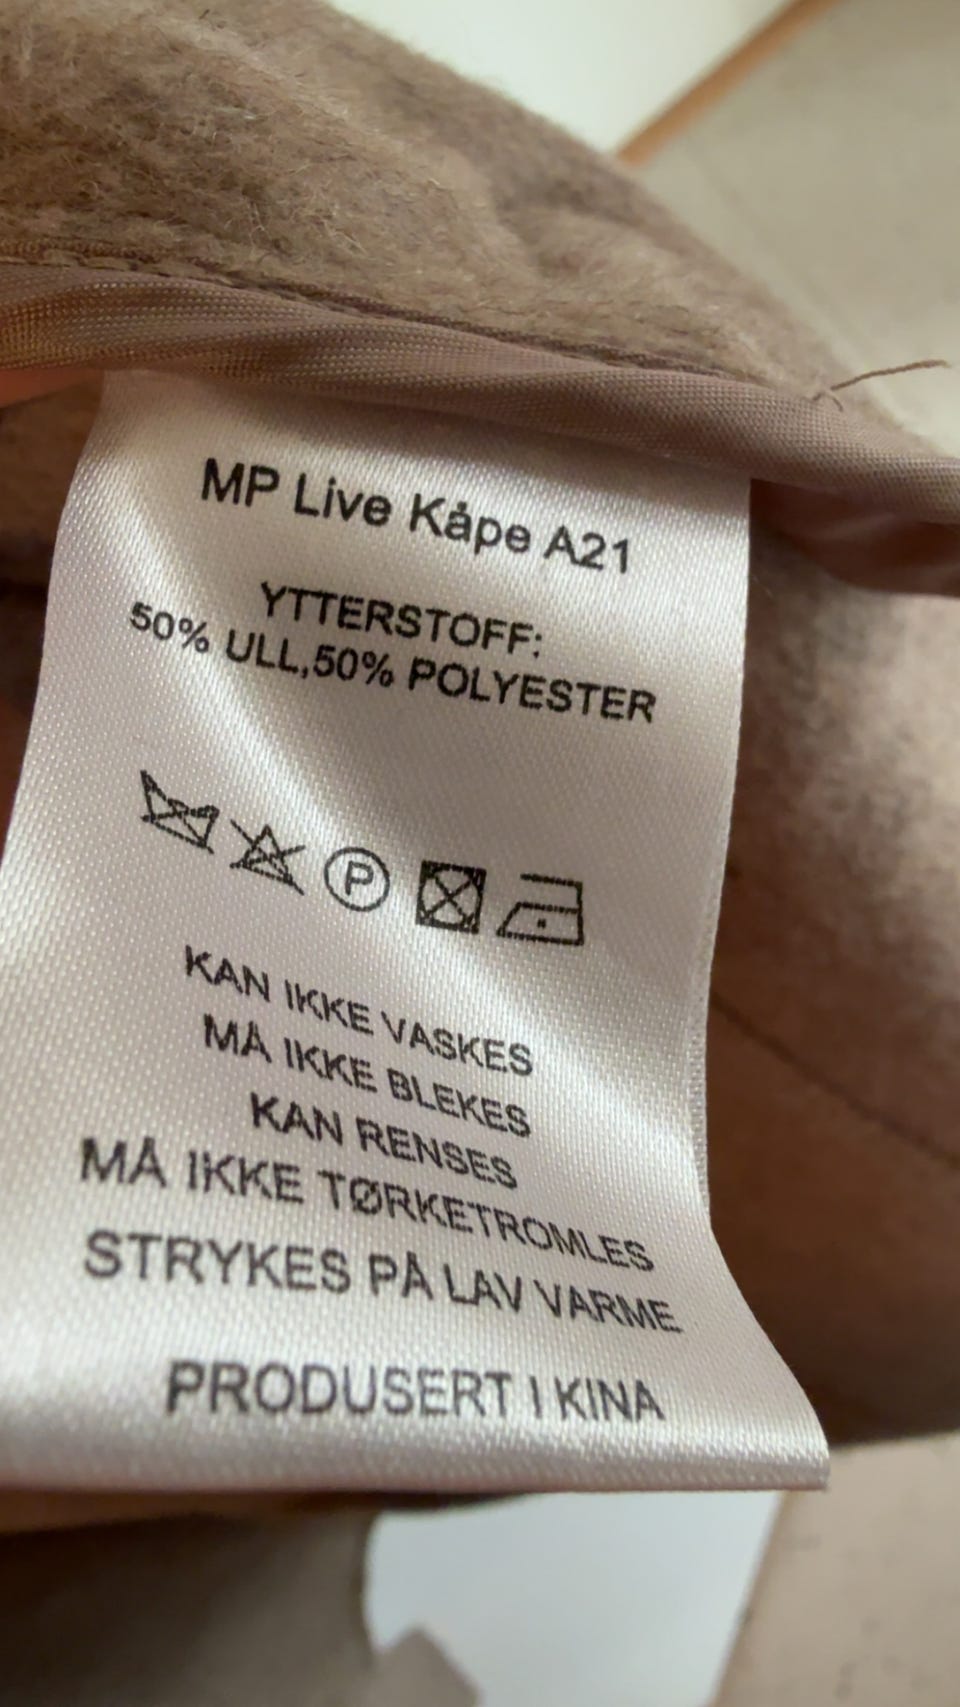 MP Live Kåpe A21
YTTERSTOFF:
50% ULL,50% POLYESTER
P
KAN IKKE VASKES
MÅ IKKE BLEKES
KAN RENSES
MÅ IKKE TØRKETROMLES
STRYKES PÅ LAV VARME
PRODUSERT I KINA